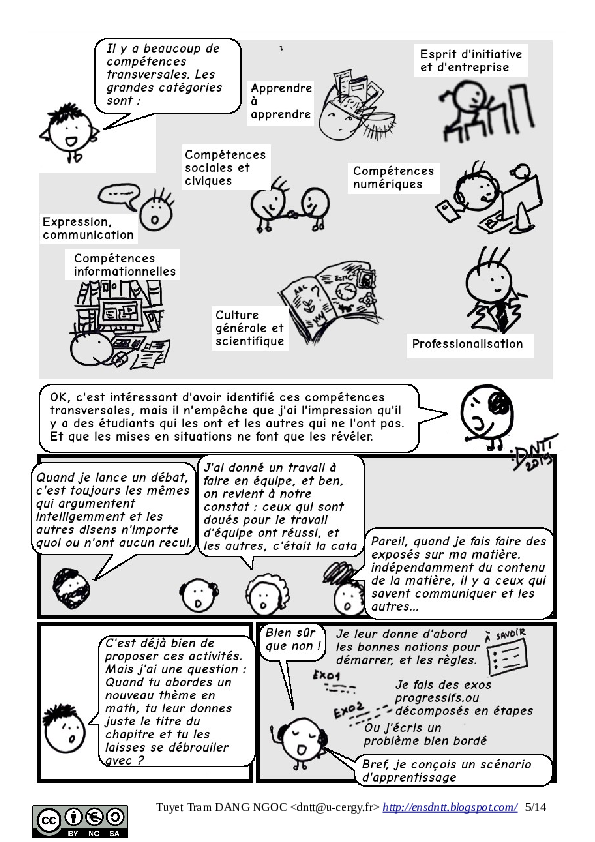 Il y a beaucoup de
compétences
transversales. Les
grandes catégories
sont :
Apprendre
à
apprendre
Esprit d'initiative
et d'entreprise
Compétences
sociales et
civiques
Compétences
numériques
Expression,
communication
Compétences
informationnelles
Culture
générale et
scientifique
Professionalisation
OK, c'est intéressant d'avoir identifié ces compétences
transversales, mais il n'empêche que j'ai l'impression qu'il
y a des étudiants qui les ont et les autres qui ne l'ont pas.
Et que les mises en situations ne font que les révéler.
DNTT
2019
Quand je lance un débat,
c'est toujours les mêmes
qui argumentent
intelligemment et les
autres disens n'importe
quoi ou n'ont aucun recul.
J'ai donné un travail à
faire en équipe, et ben,
on revient à notre
constat : ceux qui sont
doués pour le travail
d'équipe ont réussi, et
les autres, c'était la cata
Pareil, quand je fais faire des
exposés sur ma matière.
indépendamment du contenu
de la matière, il y a ceux qui
savent communiquer et les
autres...
C'est déjà bien de
proposer ces activités.
Mais j'ai une question :
Quand tu abordes un
nouveau thème en
math, tu leur donnes
juste le titre du
chapitre et tu les
laisses se débrouiller
avec ?
Bien sûr
que non !
Je leur donne d'abord
les bonnes notions pour
démarrer, et les règles.
À SAVOIR
EXO1
EXO2
Je fais des exos
progressifs.ou
décomposés en étapes
Ou j'écris un
problème bien bordé
Bref, je conçois un scénario
d'apprentissage
cc BY NC SA
Tuyet Tram DANG NGOC <dntt@u-cergy.fr> http://ensdntt.blogspot.com/ 5/14